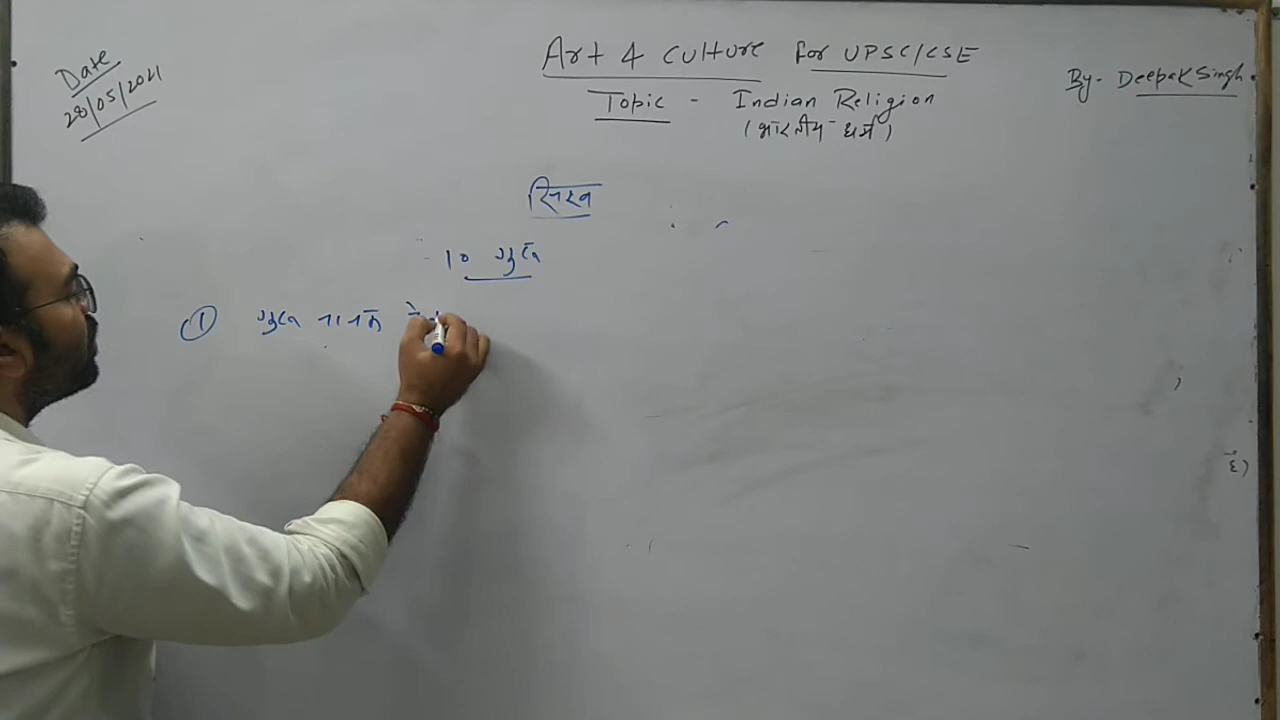 Date
28/05/2021
Art & Culture for UPSC/CSE
By- Deepak Singh
Topic - Indian Religion
(भारतीय धर्म)
सिख
10 गुरु
① गुरु नानक